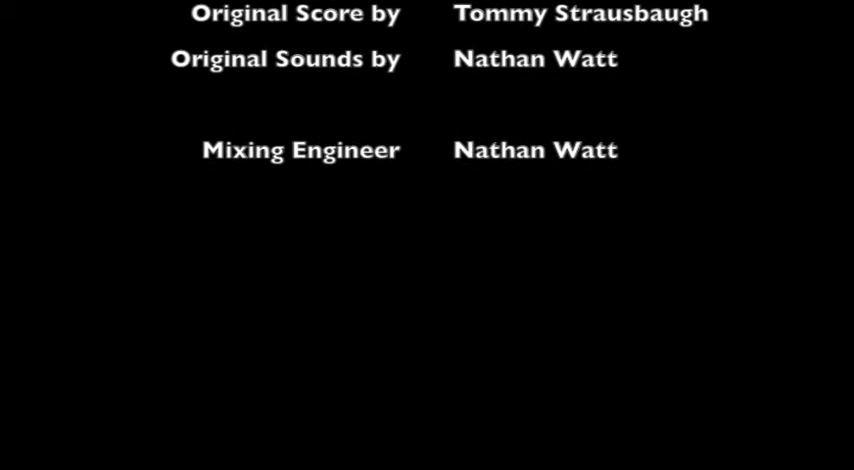 Original Score by Tommy Strausbaugh
Original Sounds by Nathan Watt
Mixing Engineer Nathan Watt